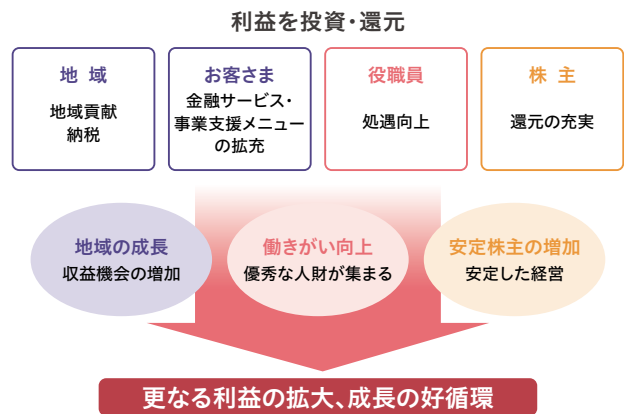 利益を投資・還元
地 域
地域貢献
納税
お客さま
金融サービス・
事業支援メニュー
の拡充
役職員
処遇向上
株 主
還元の充実
地域の成長
収益機会の増加
働きがい向上
優秀な人財が集まる
安定株主の増加
安定した経営
更なる利益の拡大、成長の好循環